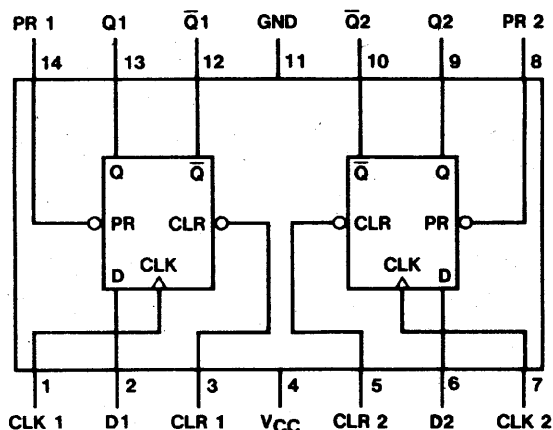 PR 1 Q1 Q̅1 GND Q̅2 Q2 PR 2
14 13 12 11 10 9 8
Q Q̅ Q̅ Q
PR CLR CLR PR
CLK CLK
D D
1 2 3 4 5 6 7
CLK 1 D1 CLR 1 VCC CLR 2 D2 CLK 2